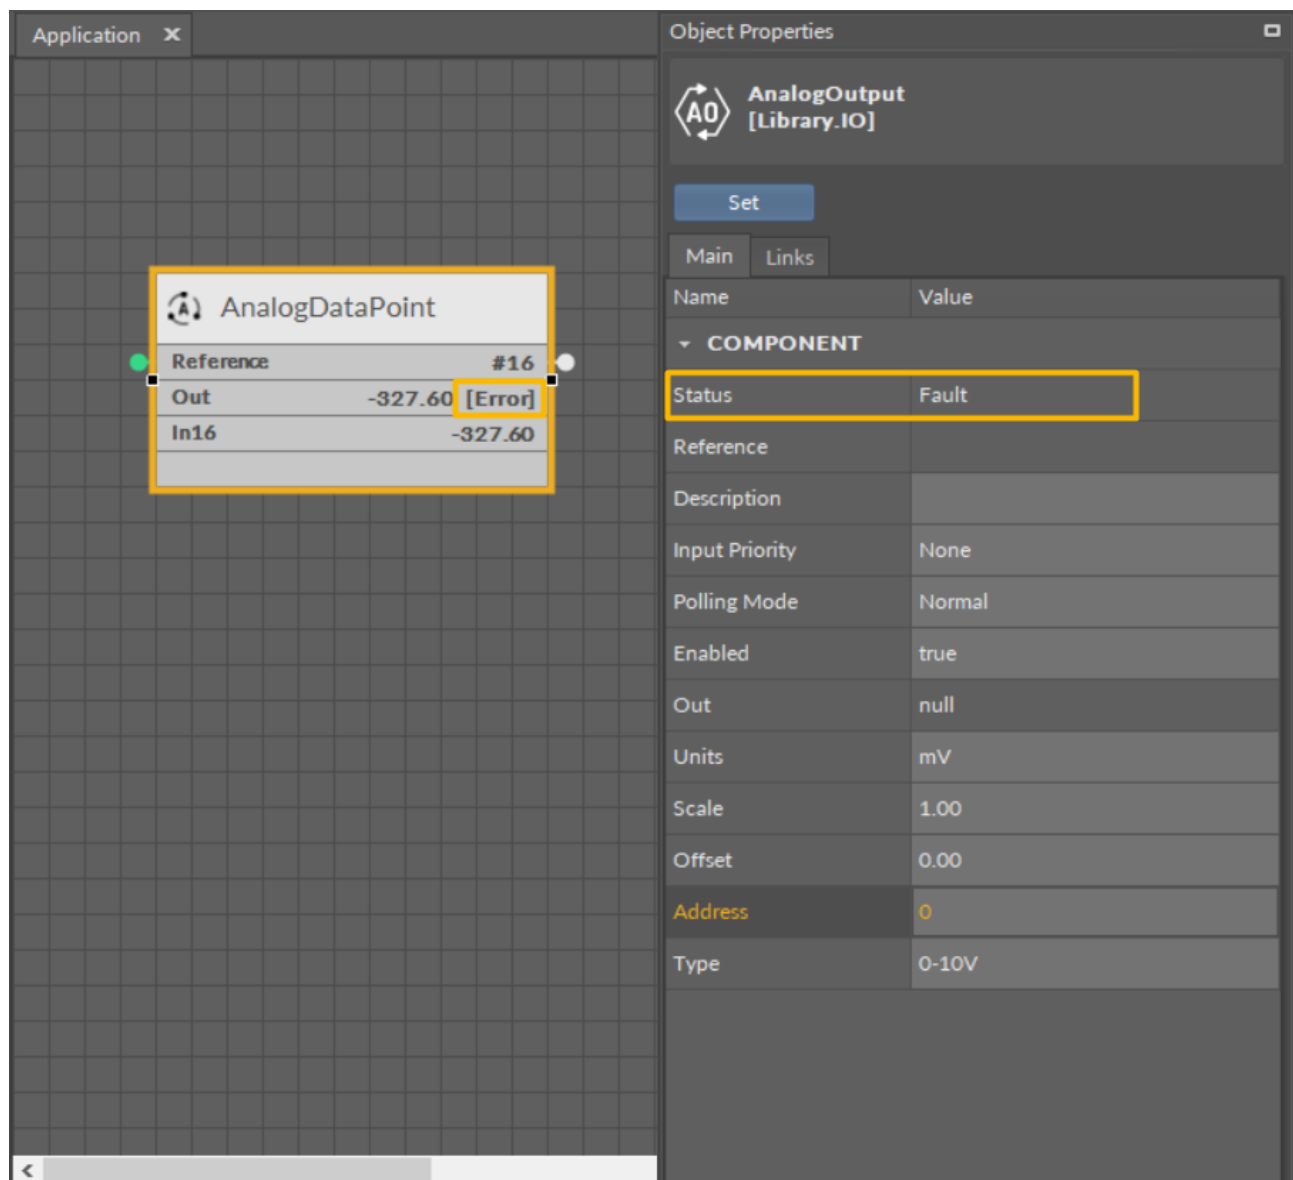 Application
AnalogDataPoint
Reference #16
Out -327.60 [Error]
In16 -327.60
Object Properties
AO
AnalogOutput
[Library.IO]
Set
Main Links
Name Value
COMPONENT
Status Fault
Reference
Description
Input Priority None
Polling Mode Normal
Enabled true
Out null
Units mV
Scale 1.00
Offset 0.00
Address 0
Type 0-10V